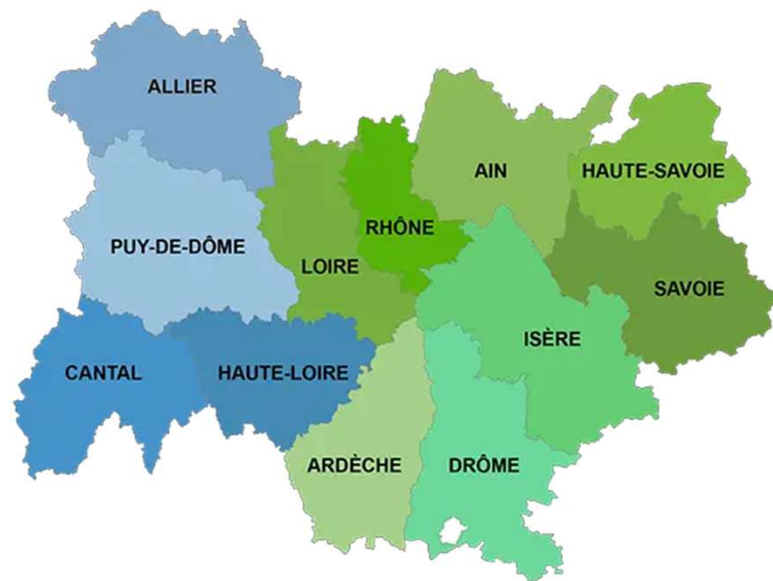 ALLIER
AIN
HAUTE-SAVOIE
RHÔNE
PUY-DE-DÔME
LOIRE
SAVOIE
ISÈRE
CANTAL
HAUTE-LOIRE
ARDÈCHE
DRÔME